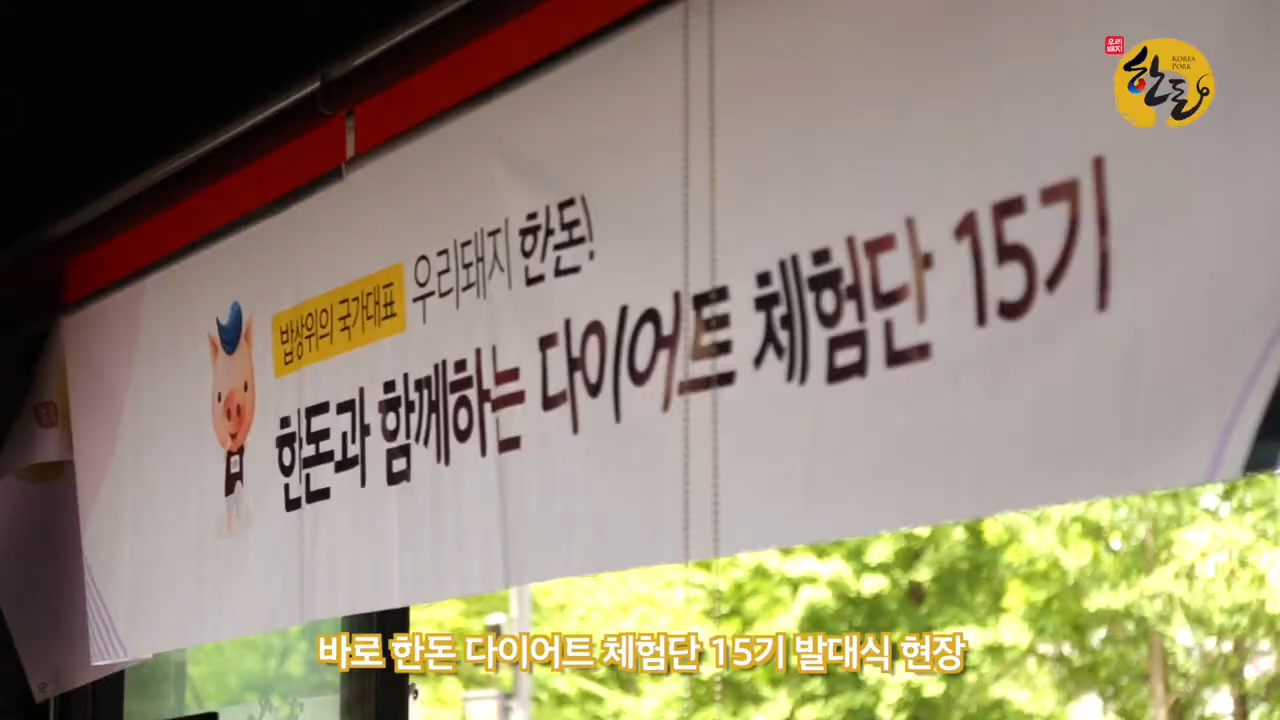 우리돼지
한돈
KOREA
PORK
밥상위의 국가대표 우리돼지 한돈!
한돈과 함께하는 다이어트 체험단 15기
바로 한돈 다이어트 체험단 15기 발대식 현장